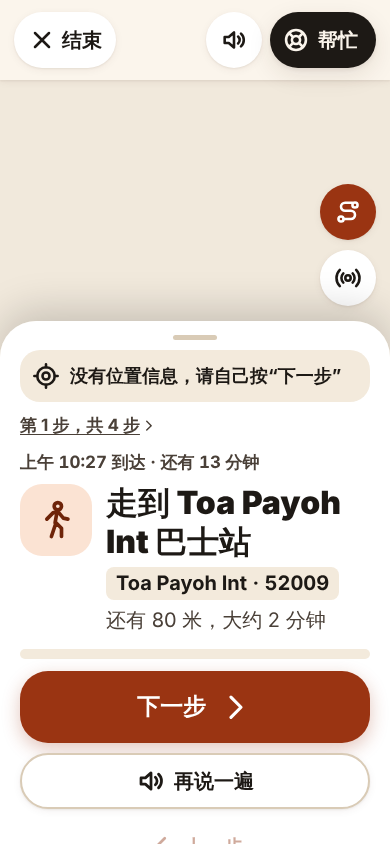 结束
帮忙
没有位置信息，请自己按“下一步”
第 1 步，共 4 步
上午 10:27 到达 · 还有 13 分钟
走到 Toa Payoh
Int 巴士站
Toa Payoh Int · 52009
还有 80 米，大约 2 分钟
下一步
再说一遍